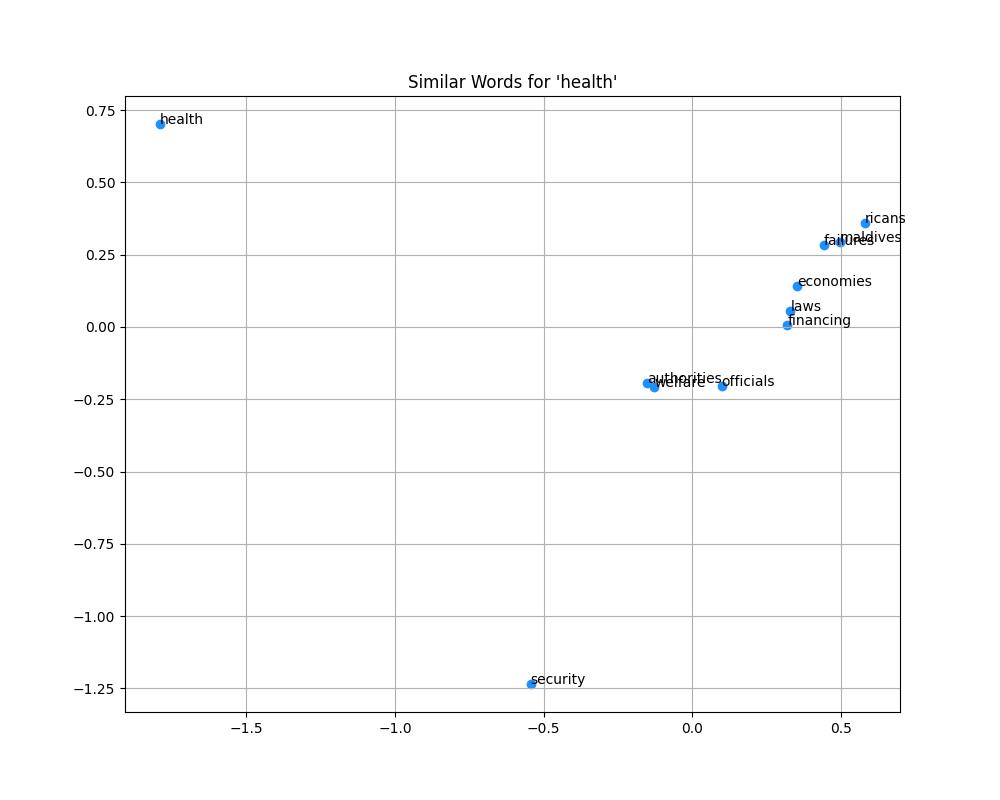 Similar Words for 'health'
0.75
health
0.50
ricans
maldives
failures
0.25
economies
laws
financing
0.00
authorities
welfare
officials
−0.25
−0.50
−0.75
−1.00
security
−1.25
−1.5
−1.0
−0.5
0.0
0.5